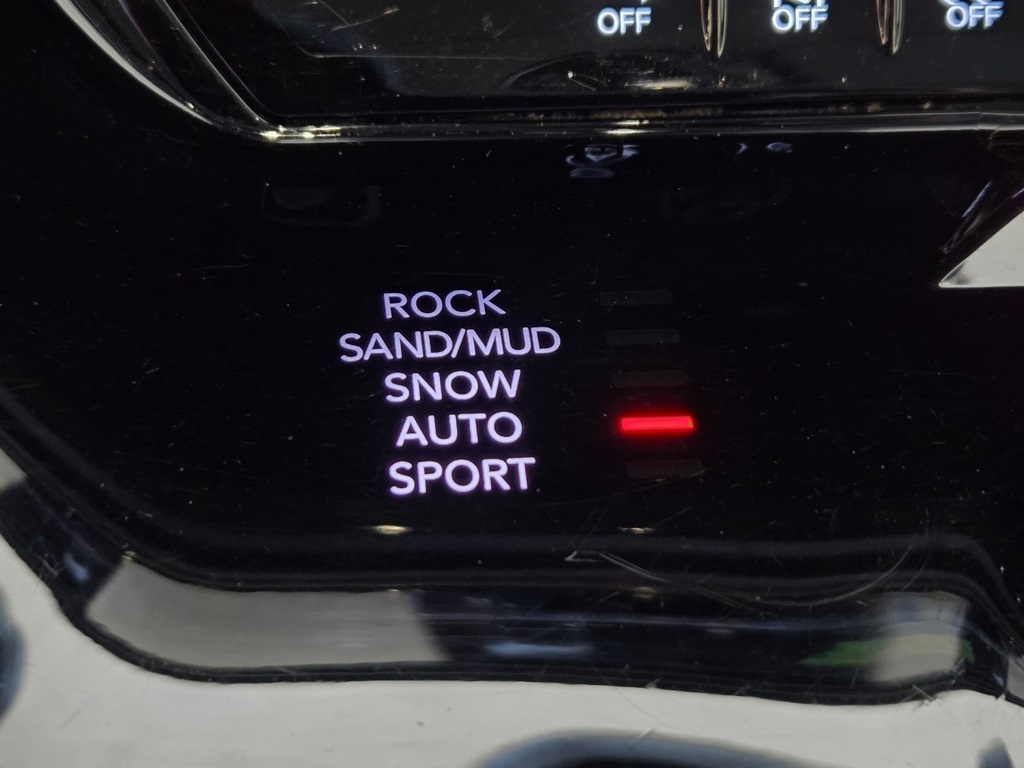 OFF OFF OFF
ROCK
SAND/MUD
SNOW
AUTO
SPORT